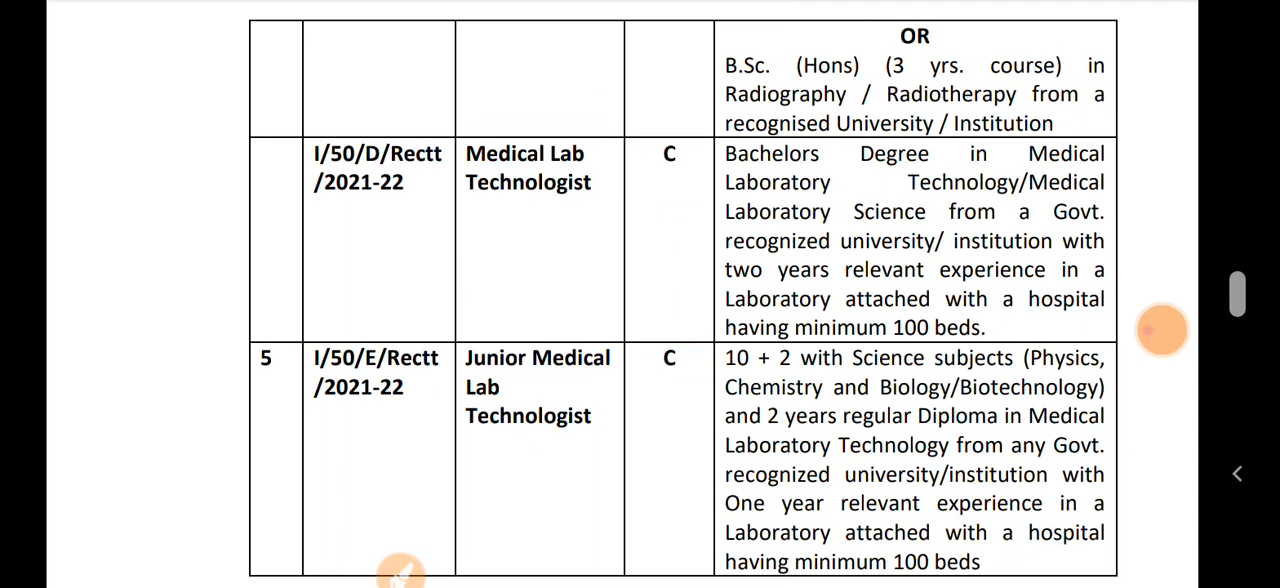 OR
B.Sc. (Hons) (3 yrs. course) in
Radiography / Radiotherapy from a
recognised University / Institution
I/50/D/Rectt
/2021-22
Medical Lab
Technologist
C
Bachelors Degree in Medical
Laboratory Technology/Medical
Laboratory Science from a Govt.
recognized university/ institution with
two years relevant experience in a
Laboratory attached with a hospital
having minimum 100 beds.
5
I/50/E/Rectt
/2021-22
Junior Medical
Lab
Technologist
C
10 + 2 with Science subjects (Physics,
Chemistry and Biology/Biotechnology)
and 2 years regular Diploma in Medical
Laboratory Technology from any Govt.
recognized university/institution with
One year relevant experience in a
Laboratory attached with a hospital
having minimum 100 beds